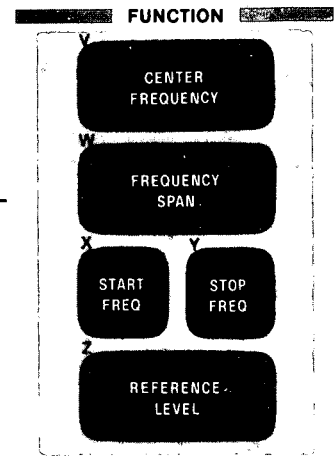 FUNCTION
V
CENTER
FREQUENCY
W
FREQUENCY
SPAN
X Y
START STOP
FREQ FREQ
Z
REFERENCE
LEVEL